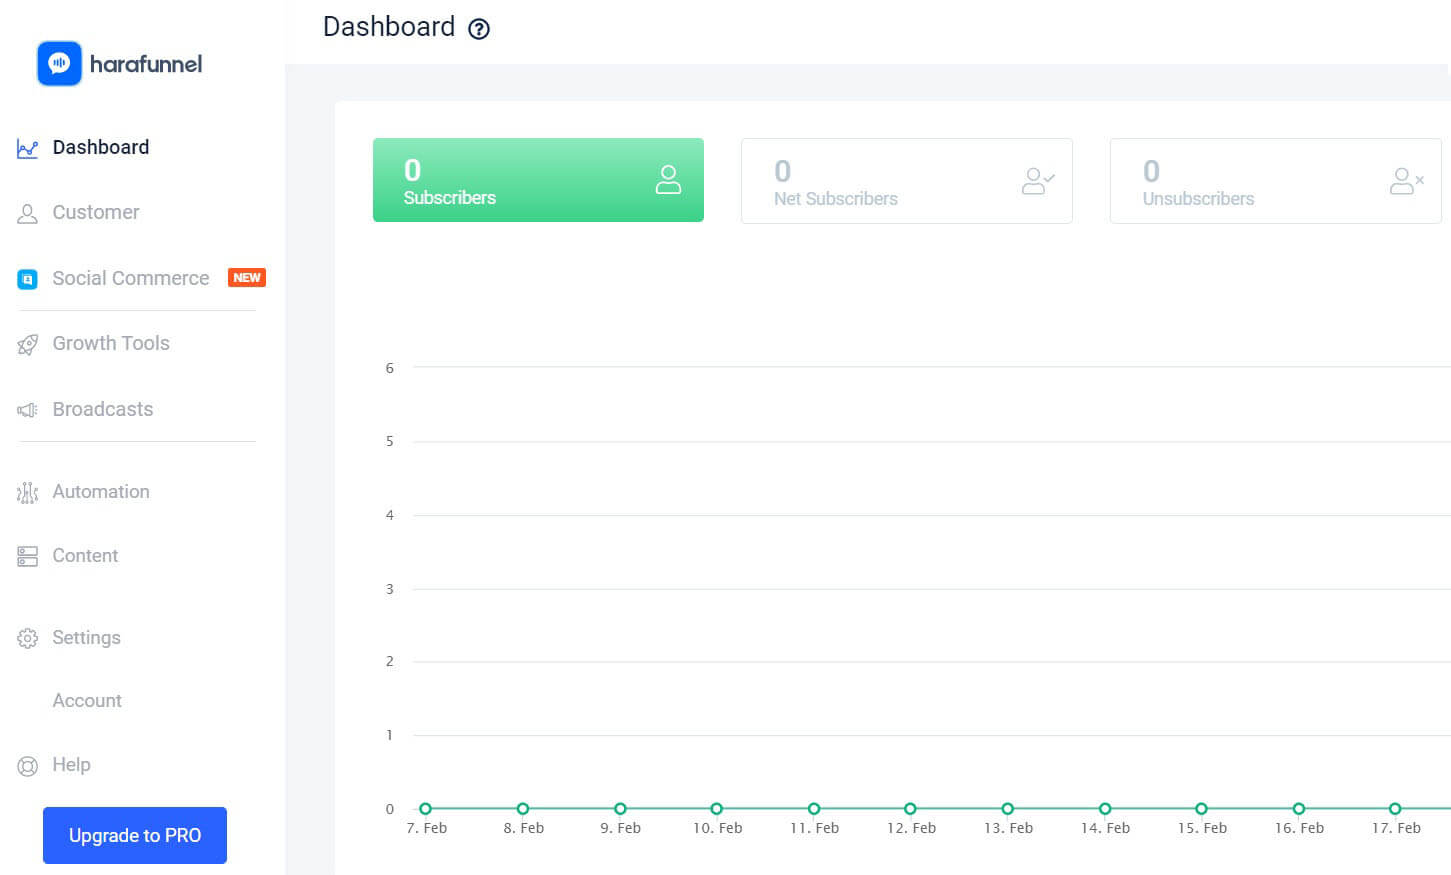 Dashboard ?
harafunnel
Dashboard
Customer
Social Commerce NEW
Growth Tools
Broadcasts
Automation
Content
Settings
Account
Help
Upgrade to PRO
0
Subscribers
0
Net Subscribers
0
Unsubscribers
6
5
4
3
2
1
0
7. Feb 8. Feb 9. Feb 10. Feb 11. Feb 12. Feb 13. Feb 14. Feb 15. Feb 16. Feb 17. Feb